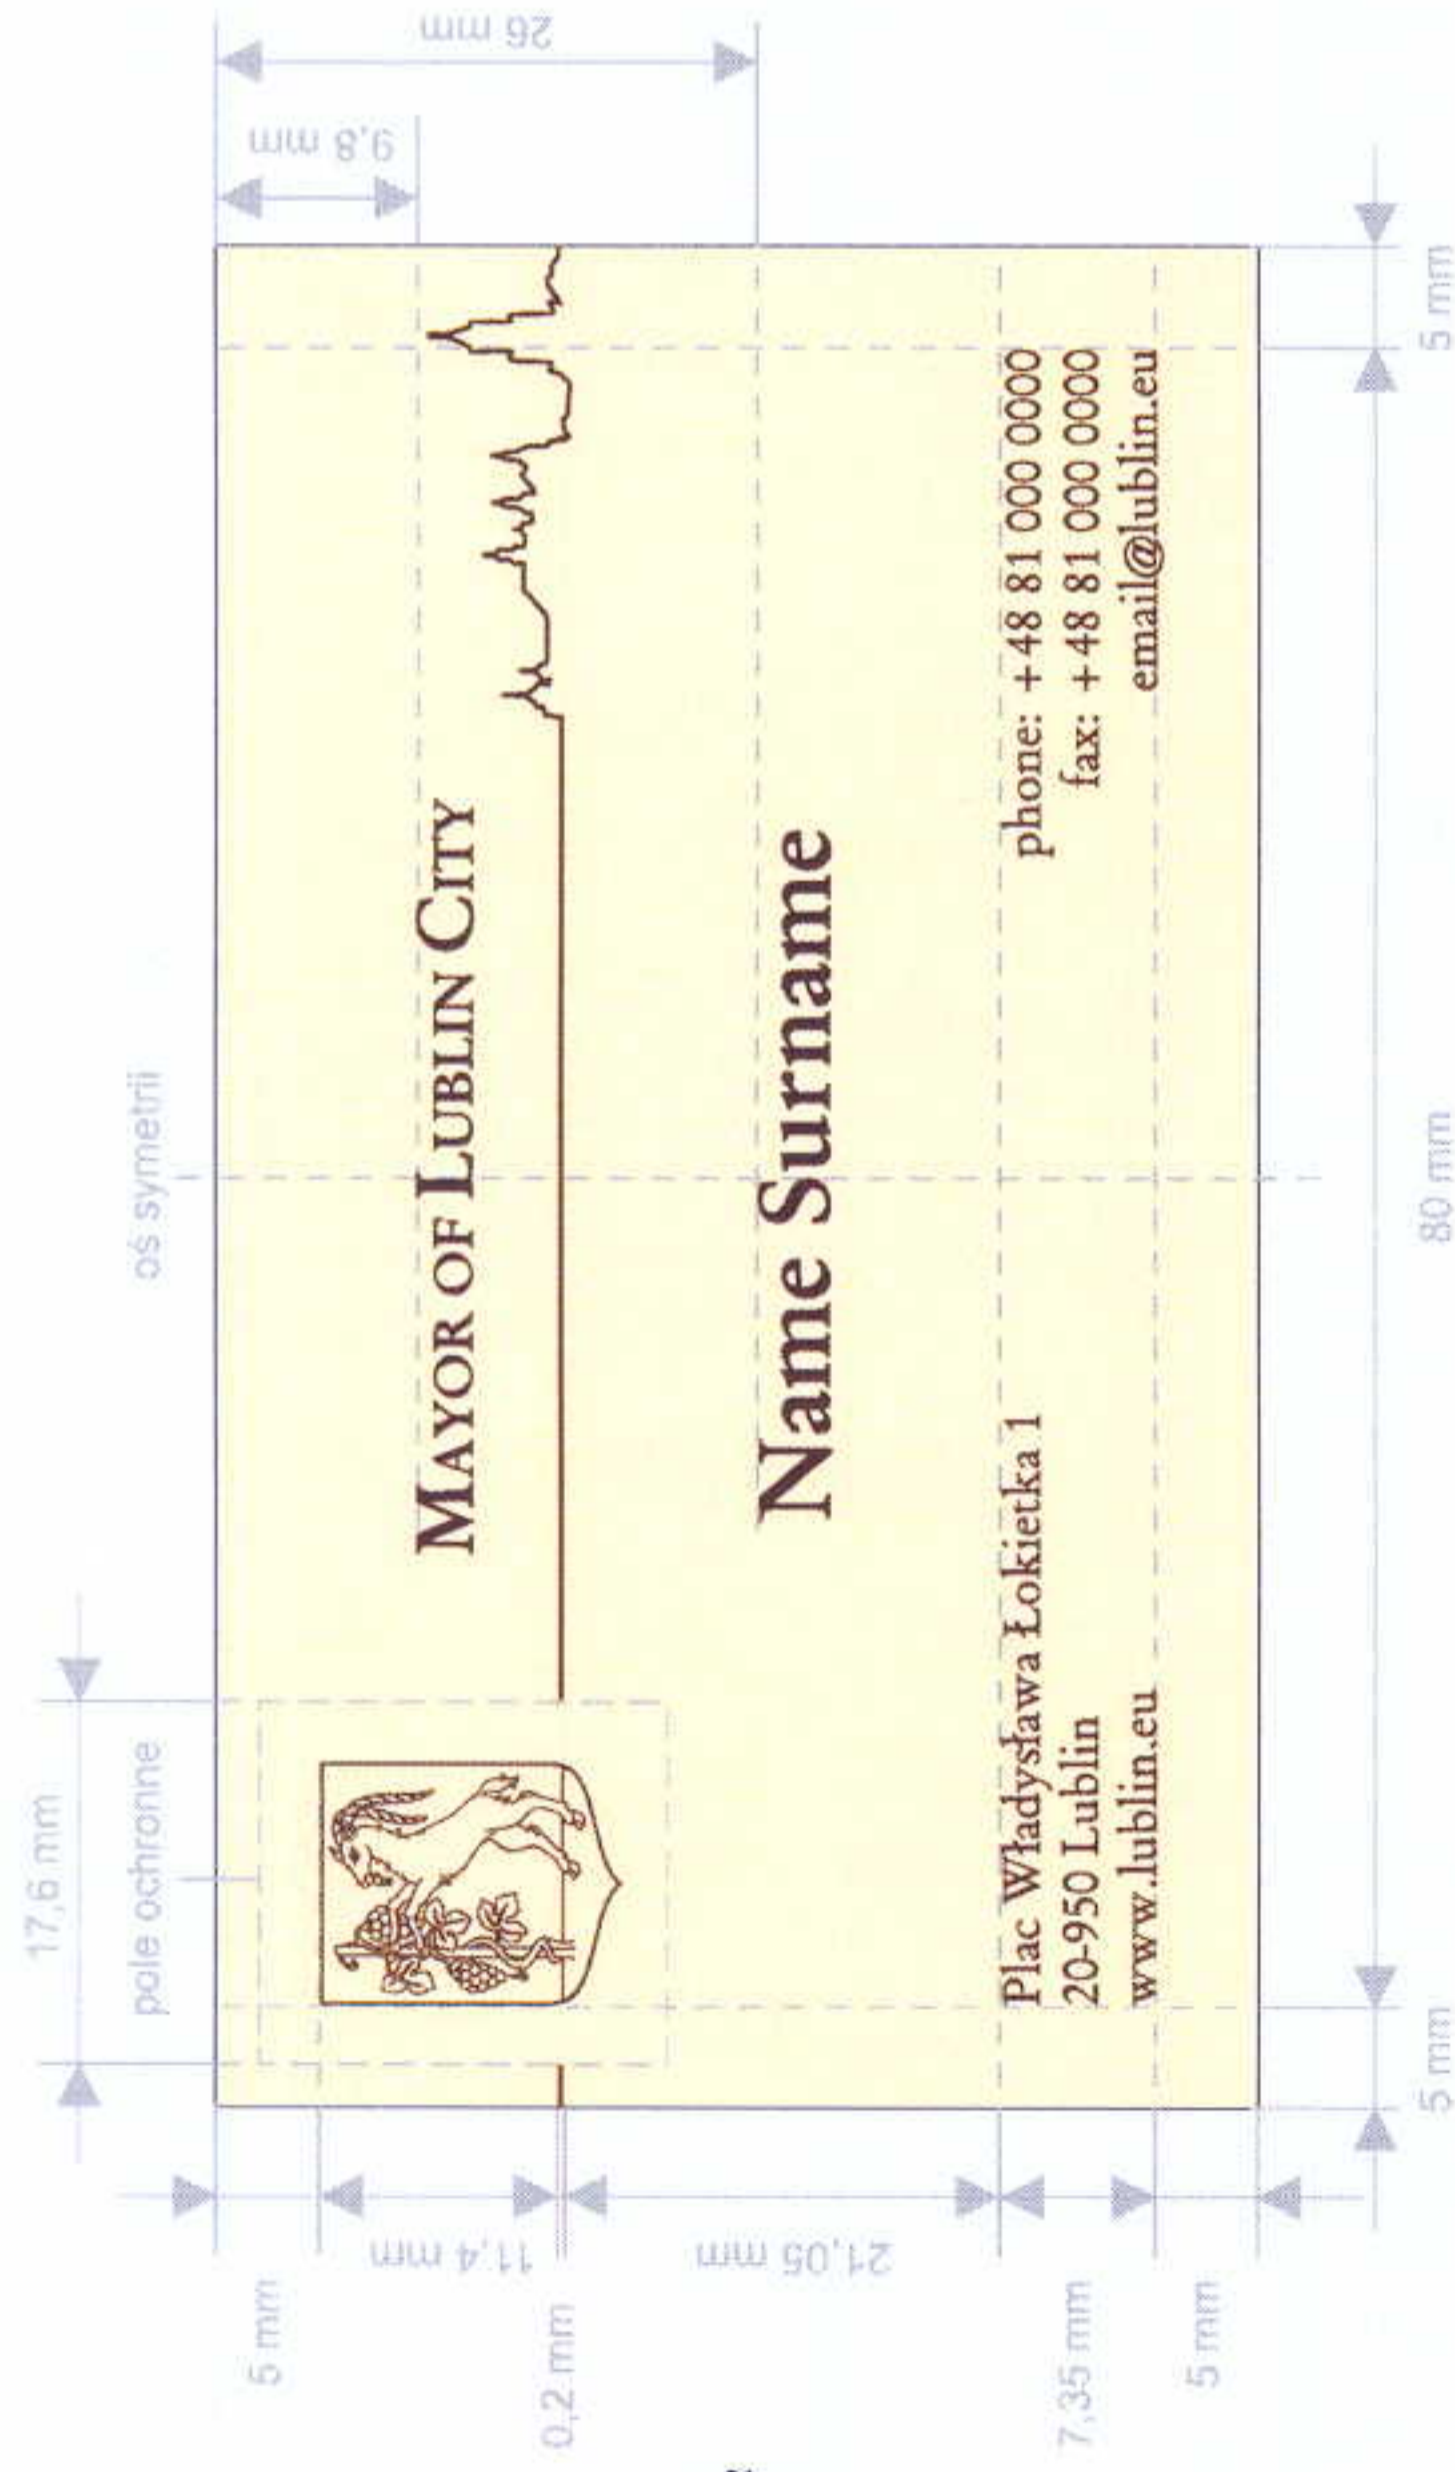 17,6 mm
pole ochronne
oś symetrii
9,8 mm
26 mm
MAYOR OF LUBLIN CITY
Name Surname
Plac Władysława Łokietka 1
20-950 Lublin
www.lublin.eu
phone: +48 81 000 0000
fax: +48 81 000 0000
email@lublin.eu
5 mm
11,4 mm
0,2 mm
21,05 mm
7,35 mm
5 mm
5 mm
80 mm
5 mm